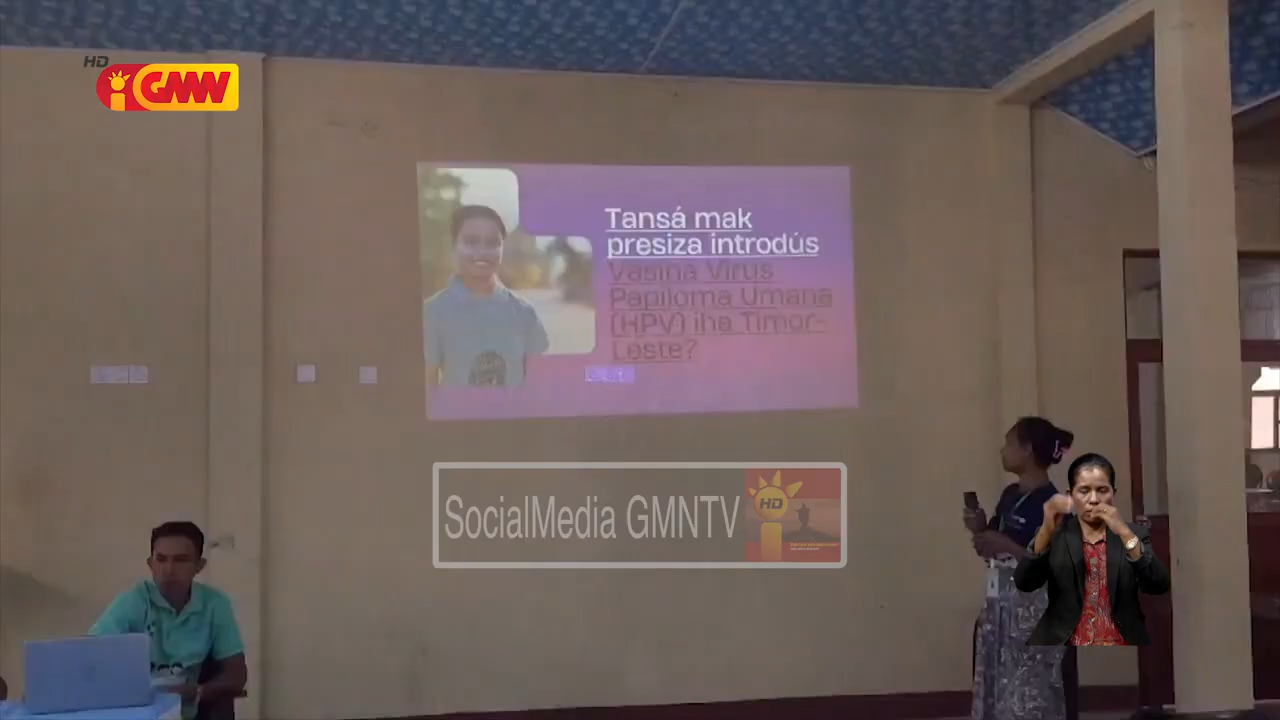 HD
GMN
Tansá mak
presiza introdús
Vasina Virus
Papiloma Umana
(HPV) iha Timor-
Leste?
SocialMedia GMNTV
HD